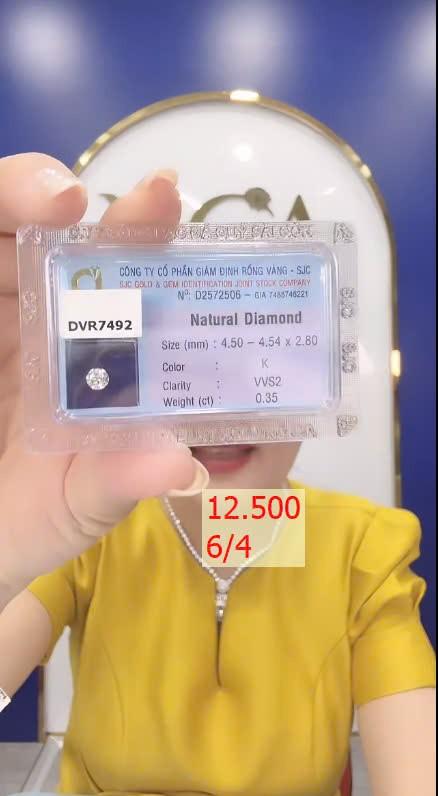 CÔNG TY CỔ PHẦN GIÁM ĐỊNH RỒNG VÀNG - SJC
SJC GOLD & GEM IDENTIFICATION JOINT STOCK COMPANY
Nº: D2572506 - GIA 7488746221
DVR7492
Natural Diamond
Size (mm) : 4.50 - 4.54 x 2.80
Color : K
Clarity : VVS2
Weight (ct) : 0.35
12.500
6/4